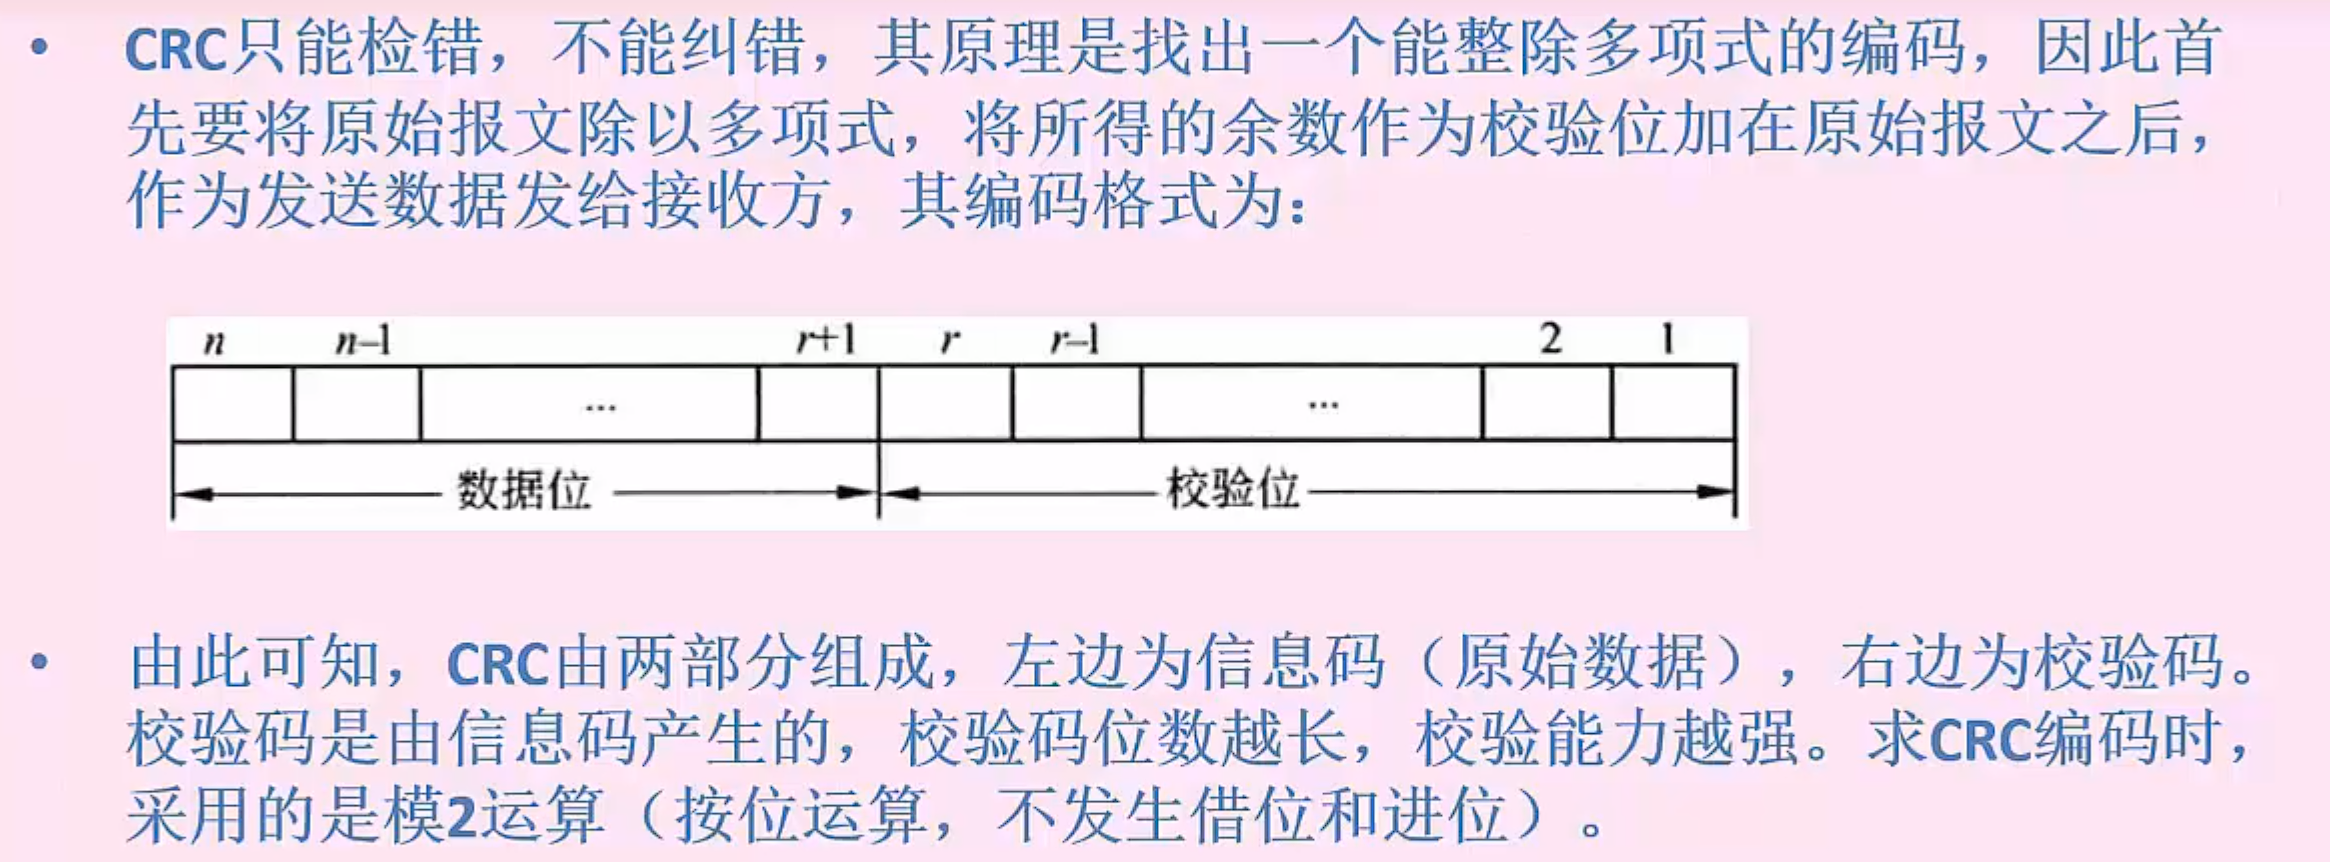 • CRC只能检错，不能纠错，其原理是找出一个能整除多项式的编码，因此首
先要将原始报文除以多项式，将所得的余数作为校验位加在原始报文之后，
作为发送数据发给接收方，其编码格式为：
n n–1 r+1 r r–1 2 1
... ...
数据位 校验位
• 由此可知，CRC由两部分组成，左边为信息码（原始数据），右边为校验码。
校验码是由信息码产生的，校验码位数越长，校验能力越强。求CRC编码时，
采用的是模2运算（按位运算，不发生借位和进位）。